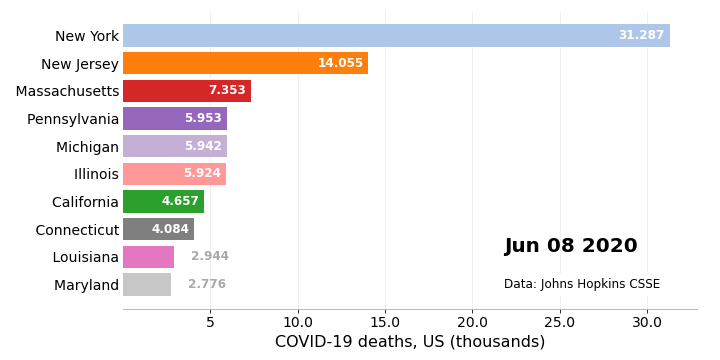 New York 31.287
New Jersey 14.055
Massachusetts 7.353
Pennsylvania 5.953
Michigan 5.942
Illinois 5.924
California 4.657
Connecticut 4.084
Louisiana 2.944
Maryland 2.776
Jun 08 2020
Data: Johns Hopkins CSSE
5 10.0 15.0 20.0 25.0 30.0
COVID-19 deaths, US (thousands)